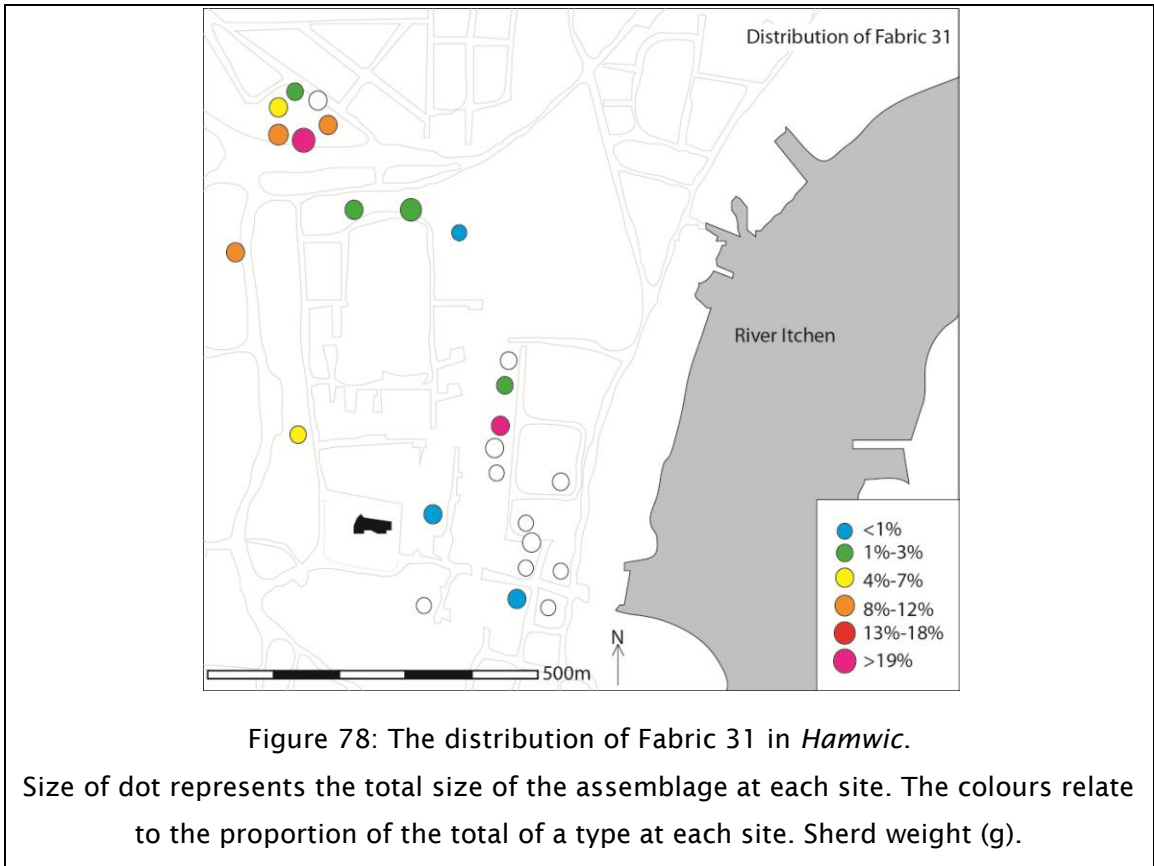 Distribution of Fabric 31
River Itchen
<1%
1%-3%
4%-7%
8%-12%
13%-18%
>19%
N
500m
Figure 78: The distribution of Fabric 31 in Hamwic.
Size of dot represents the total size of the assemblage at each site. The colours relate
to the proportion of the total of a type at each site. Sherd weight (g).